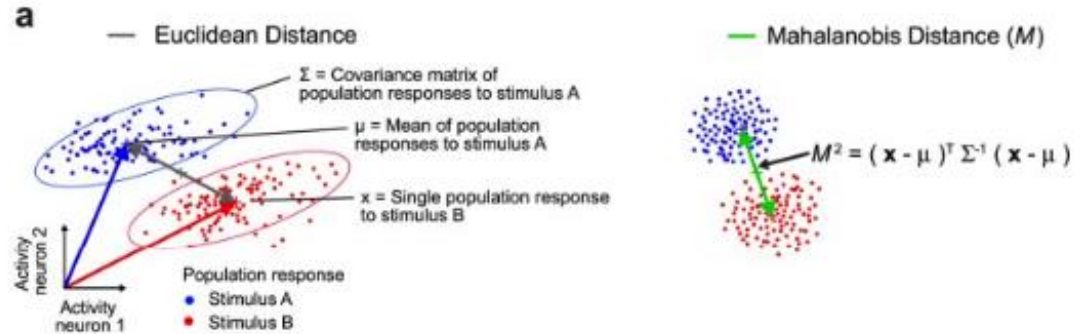 a
Euclidean Distance
Mahalanobis Distance (M)
Σ = Covariance matrix of
population responses to stimulus A
μ = Mean of population
responses to stimulus A
M² = ( x - μ )ᵀ Σ⁻¹ ( x - μ )
x = Single population response
to stimulus B
Activity
neuron 2
Activity
neuron 1
Population response
Stimulus A
Stimulus B